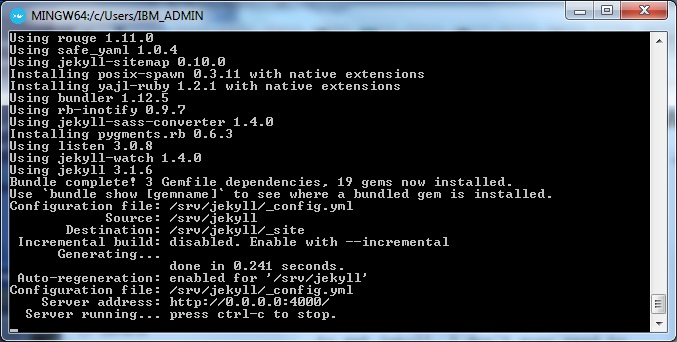 MINGW64:/c/Users/IBM_ADMIN
Using rouge 1.11.0
Using safe_yaml 1.0.4
Using jekyll-sitemap 0.10.0
Installing posix-spawn 0.3.11 with native extensions
Installing yajl-ruby 1.2.1 with native extensions
Using bundler 1.12.5
Using rb-inotify 0.9.7
Using jekyll-sass-converter 1.4.0
Installing pygments.rb 0.6.3
Using listen 3.0.8
Using jekyll-watch 1.4.0
Using jekyll 3.1.6
Bundle complete! 3 Gemfile dependencies, 19 gems now installed.
Use `bundle show [gemname]` to see where a bundled gem is installed.
Configuration file: /srv/jekyll/_config.yml
Source: /srv/jekyll
Destination: /srv/jekyll/_site
Incremental build: disabled. Enable with --incremental
Generating...
done in 0.241 seconds.
Auto-regeneration: enabled for '/srv/jekyll'
Configuration file: /srv/jekyll/_config.yml
Server address: http://0.0.0.0:4000/
Server running... press ctrl-c to stop.